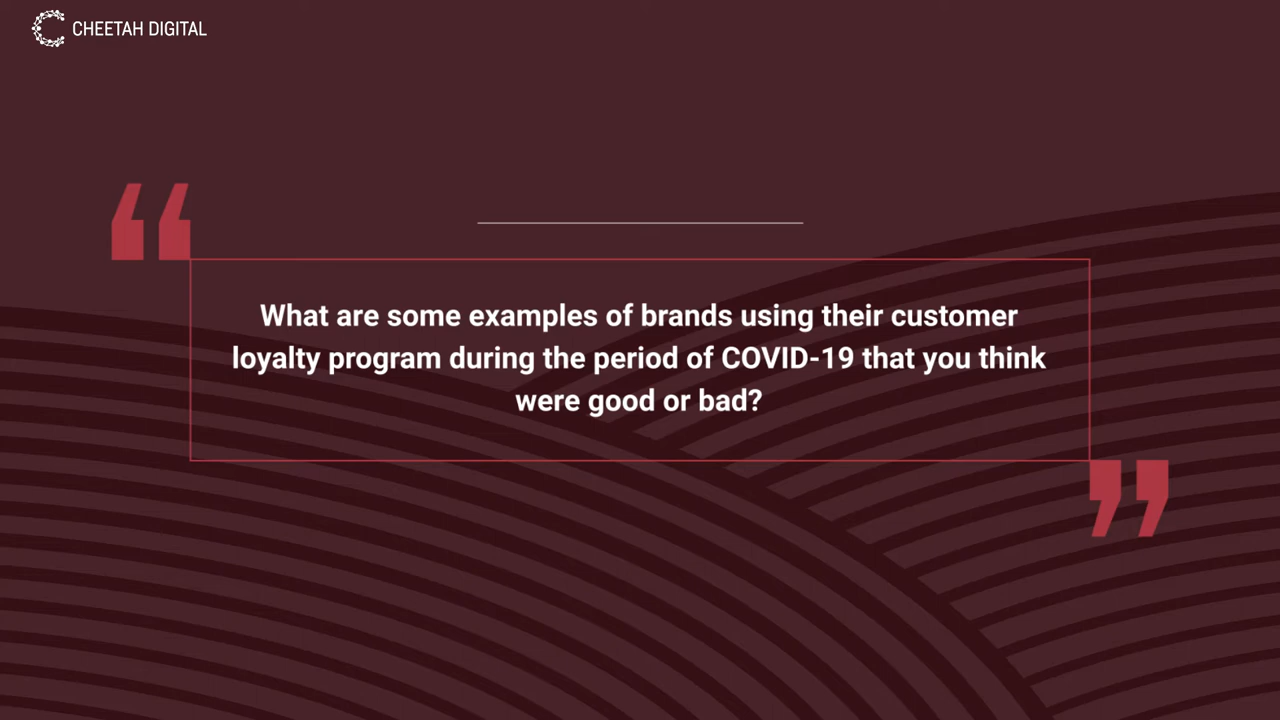 CHEETAH DIGITAL
“
What are some examples of brands using their customer
loyalty program during the period of COVID-19 that you think
were good or bad?
”